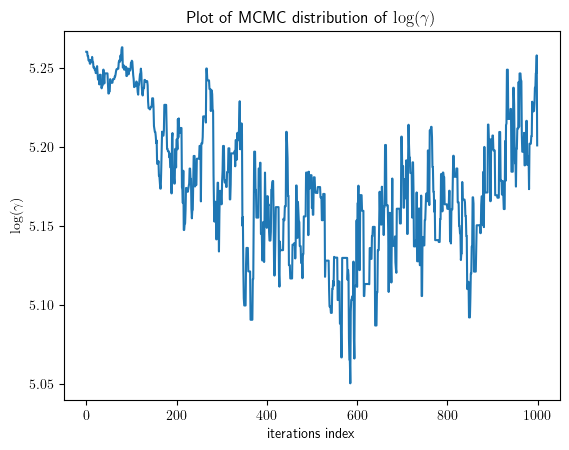 Plot of MCMC distribution of log(γ)
log(γ)
5.25
5.20
5.15
5.10
5.05
0 200 400 600 800 1000
iterations index